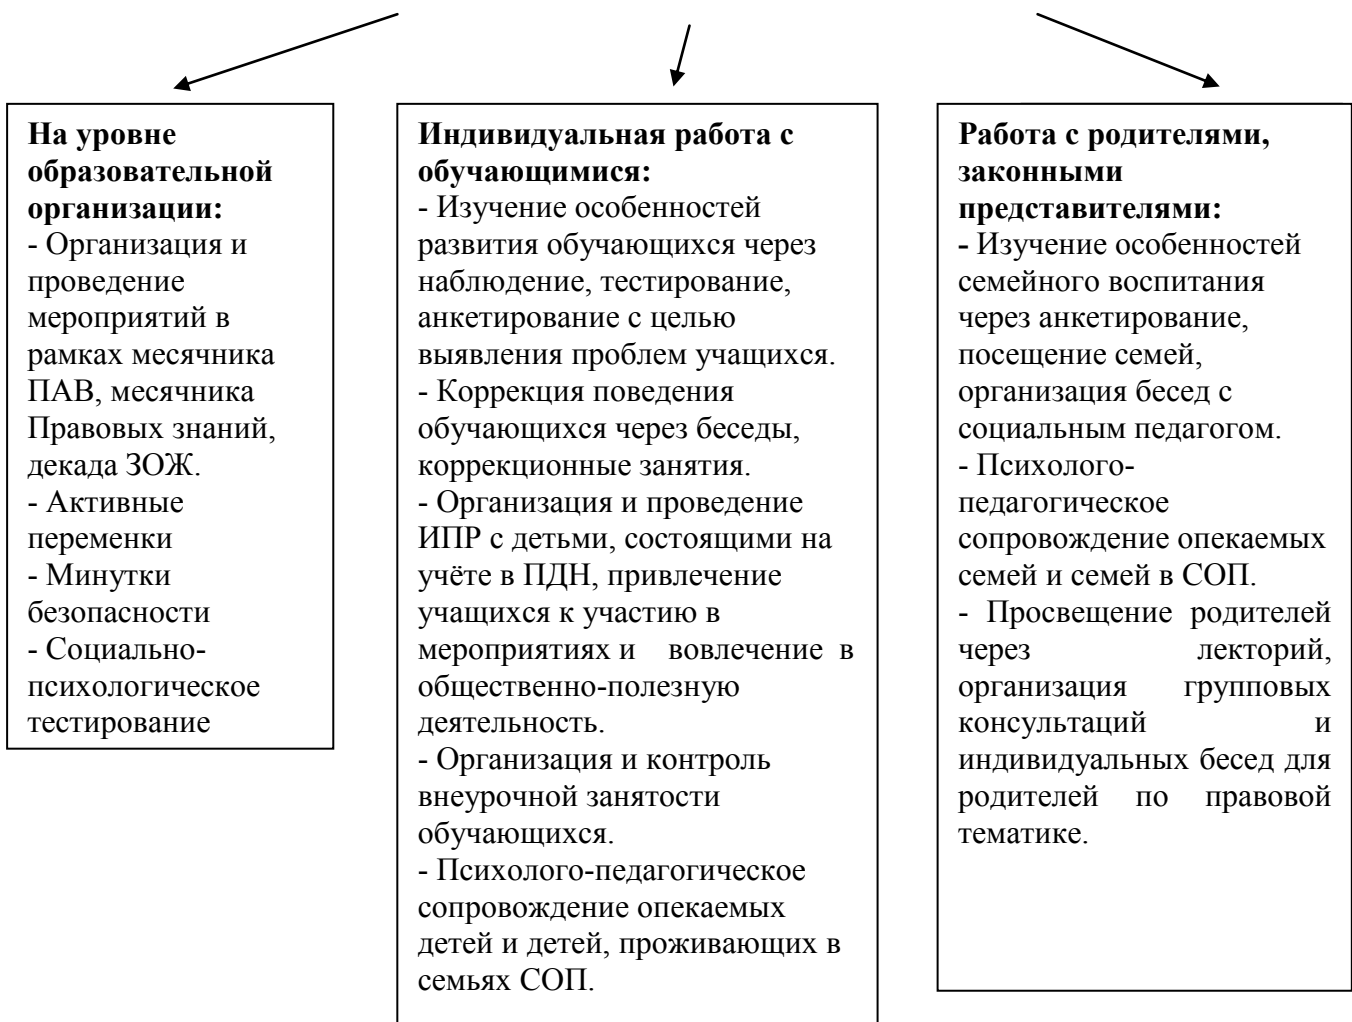 На уровне
образовательной
организации:
- Организация и
проведение
мероприятий в
рамках месячника
ПАВ, месячника
Правовых знаний,
декада ЗОЖ.
- Активные
переменки
- Минутки
безопасности
- Социально-
психологическое
тестирование
Индивидуальная работа с
обучающимися:
- Изучение особенностей
развития обучающихся через
наблюдение, тестирование,
анкетирование с целью
выявления проблем учащихся.
- Коррекция поведения
обучающихся через беседы,
коррекционные занятия.
- Организация и проведение
ИПР с детьми, состоящими на
учёте в ПДН, привлечение
учащихся к участию в
мероприятиях и вовлечение в
общественно-полезную
деятельность.
- Организация и контроль
внеурочной занятости
обучающихся.
- Психолого-педагогическое
сопровождение опекаемых
детей и детей, проживающих в
семьях СОП.
Работа с родителями,
законными
представителями:
- Изучение особенностей
семейного воспитания
через анкетирование,
посещение семей,
организация бесед с
социальным педагогом.
- Психолого-
педагогическое
сопровождение опекаемых
семей и семей в СОП.
- Просвещение родителей
через лекторий,
организация групповых
консультаций и
индивидуальных бесед для
родителей по правовой
тематике.